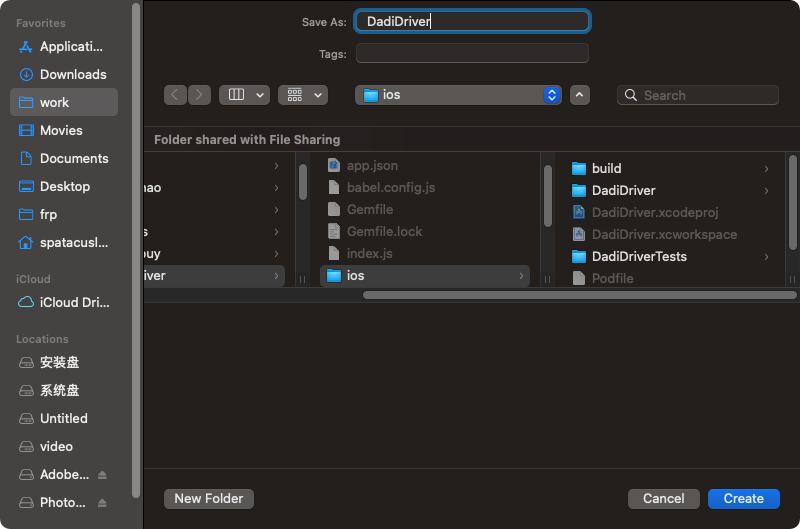 Favorites
Applicati...
Downloads
work
Movies
Documents
Desktop
frp
spatacusl...
iCloud
iCloud Dri...
Locations
安装盘
系统盘
Untitled
video
Adobe...
Photo...
Save As: DadiDriver
Tags:
ios
Search
Folder shared with File Sharing
nao
s
buy
iver
app.json
babel.config.js
Gemfile
Gemfile.lock
index.js
ios
build
DadiDriver
DadiDriver.xcodeproj
DadiDriver.xcworkspace
DadiDriverTests
Podfile
New Folder
Cancel
Create